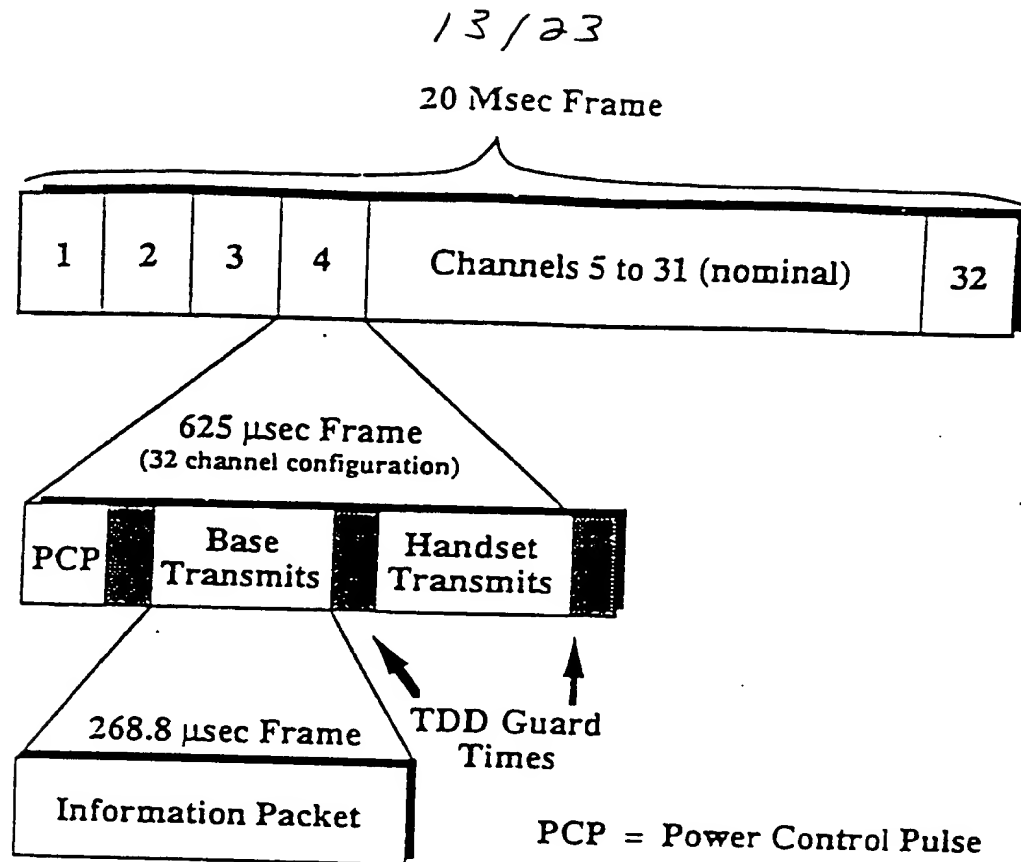 13/23
20 Msec Frame
1 2 3 4 Channels 5 to 31 (nominal) 32
625 µsec Frame
(32 channel configuration)
PCP Base Transmits Handset Transmits
268.8 µsec Frame
TDD Guard
Times
Information Packet
PCP = Power Control Pulse